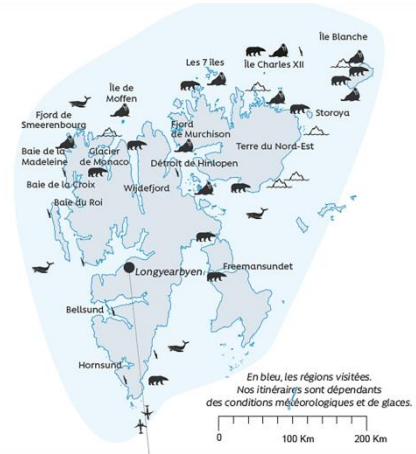 Île Blanche
Les 7 îles
Île Charles XII
Île de
Moffen
Fjord de
Smeerenbourg
Fjord
de Murchison
Storoya
Baie de la
Madeleine
Glacier
de Monaco
Détroit de Hinlopen
Terre du Nord-Est
Baie de la Croix
Wijdefjord
Baie du Roi
Longyearbyen
Freemansundet
Bellsund
Hornsund
En bleu, les régions visitées.
Nos itinéraires sont dépendants
des conditions météorologiques et de glaces.
0 100 Km 200 Km